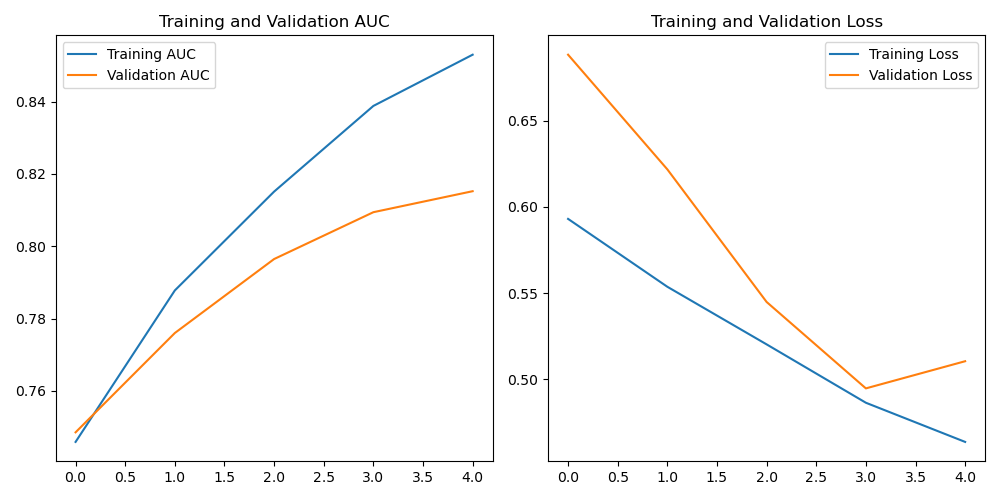 Training and Validation AUC
Training AUC
Validation AUC
0.84
0.82
0.80
0.78
0.76
0.0 0.5 1.0 1.5 2.0 2.5 3.0 3.5 4.0
Training and Validation Loss
Training Loss
Validation Loss
0.65
0.60
0.55
0.50
0.0 0.5 1.0 1.5 2.0 2.5 3.0 3.5 4.0